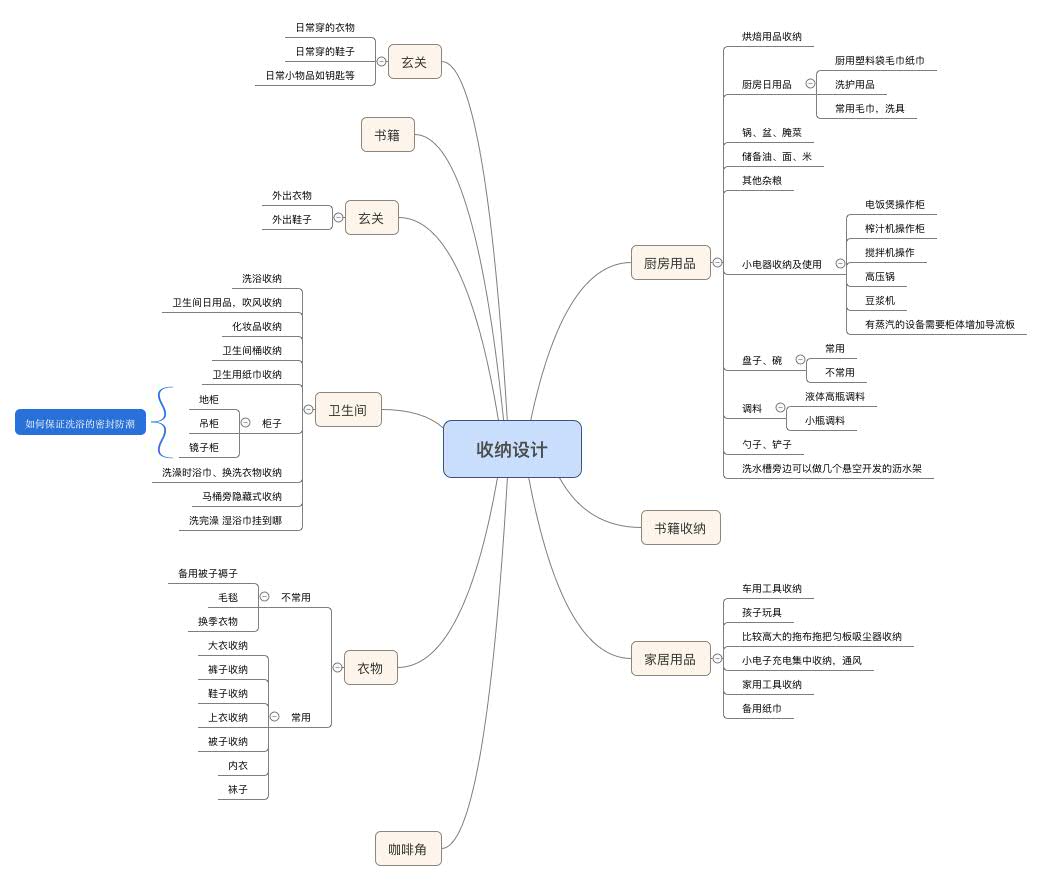 收纳设计
厨房用品
烘焙用品收纳
厨房日用品
厨用塑料袋毛巾纸巾
洗护用品
常用毛巾，洗具
锅、盆、腌菜
储备油、面、米
其他杂粮
小电器收纳及使用
电饭煲操作柜
榨汁机操作柜
搅拌机操作
高压锅
豆浆机
有蒸汽的设备需要柜体增加导流板
盘子、碗
常用
不常用
调料
液体高瓶调料
小瓶调料
勺子、铲子
洗水槽旁边可以做几个悬空开发的沥水架
书籍收纳
家居用品
车用工具收纳
孩子玩具
比较高大的拖布拖把匀板吸尘器收纳
小电子充电集中收纳，通风
家用工具收纳
备用纸巾
玄关
日常穿的衣物
日常穿的鞋子
日常小物品如钥匙等
书籍
玄关
外出衣物
外出鞋子
卫生间
洗浴收纳
卫生间日用品，吹风收纳
化妆品收纳
卫生间桶收纳
卫生用纸巾收纳
柜子
地柜
吊柜
镜子柜
如何保证洗浴的密封防潮
洗澡时浴巾、换洗衣物收纳
马桶旁隐藏式收纳
洗完澡 湿浴巾挂到哪
衣物
不常用
备用被子褥子
毛毯
换季衣物
常用
大衣收纳
裤子收纳
鞋子收纳
上衣收纳
被子收纳
内衣
袜子
咖啡角